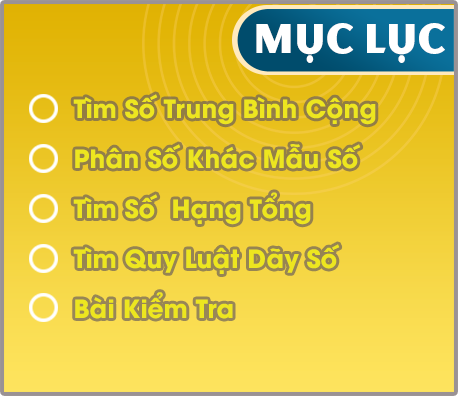 MỤC LỤC
Tìm Số Trung Bình Cộng
Phân Số Khác Mẫu Số
Tìm Số Hạng Tổng
Tìm Quy Luật Dãy Số
Bài Kiểm Tra